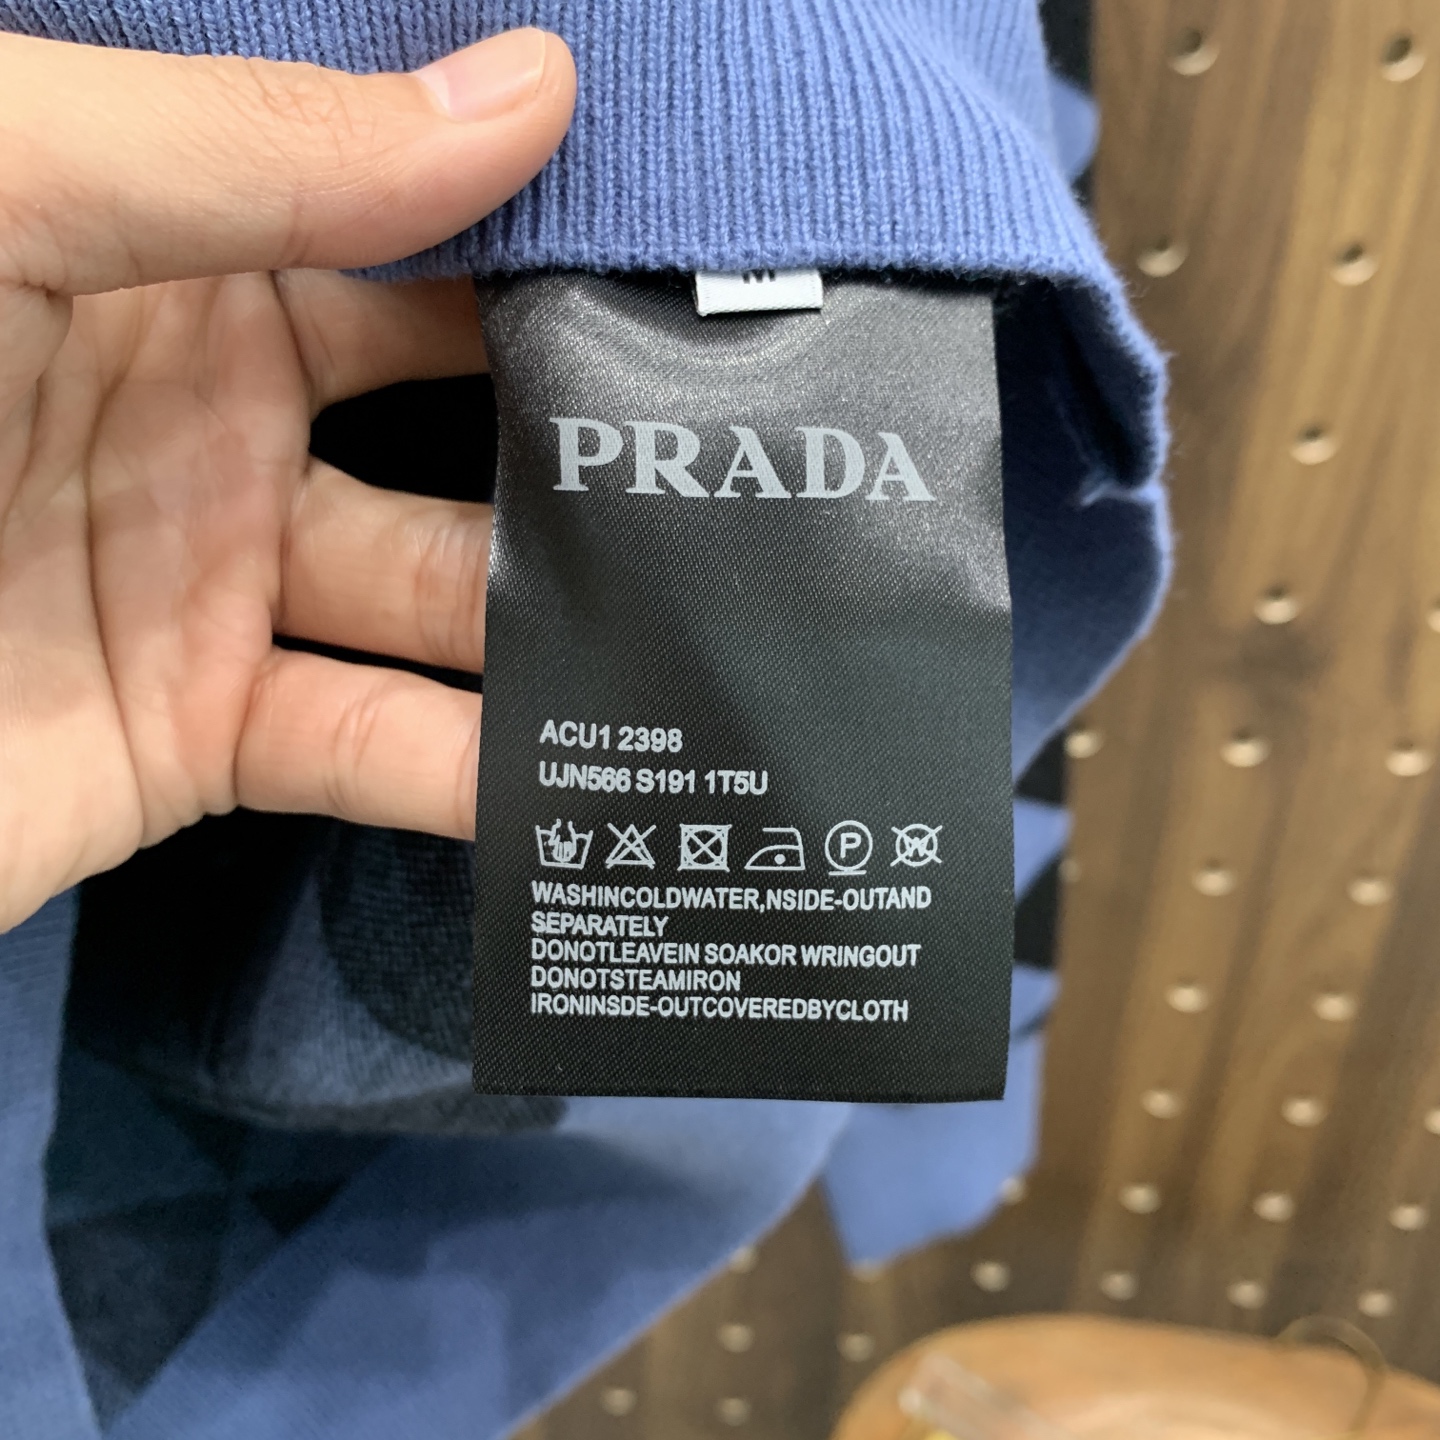 M
PRADA
ACU1 2398
UJN566 S191 1T5U
P W
WASHINCOLDWATER,NSIDE-OUTAND
SEPARATELY
DONOTLEAVEIN SOAKOR WRINGOUT
DONOTSTEAMIRON
IRONINSDE-OUTCOVEREDBYCLOTH